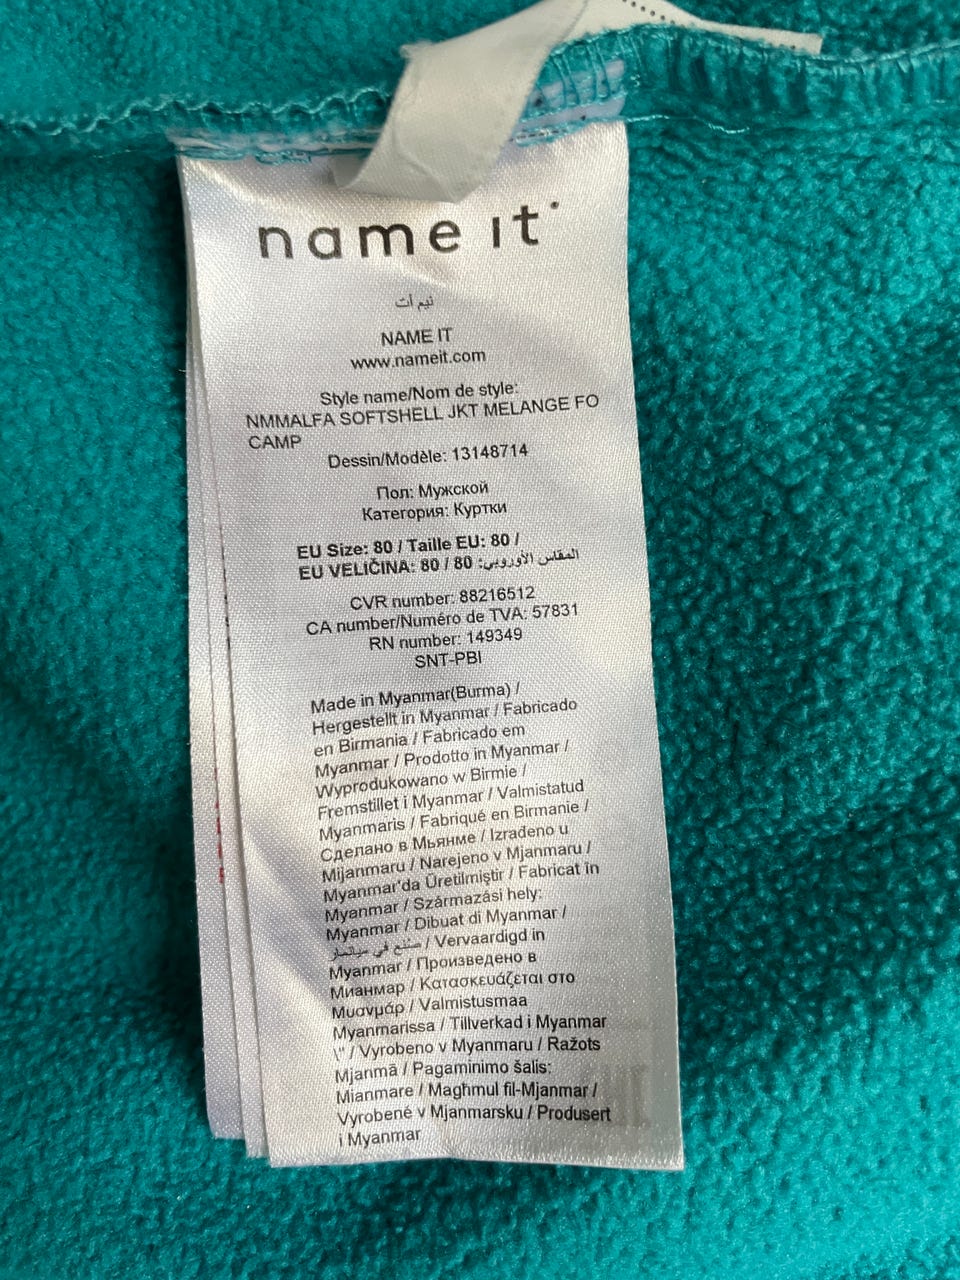 name it
نيم ات
NAME IT
www.nameit.com
Style name/Nom de style:
NMMALFA SOFTSHELL JKT MELANGE FO
CAMP
Dessin/Modèle: 13148714
Пол: Мужской
Категория: Куртки
EU Size: 80 / Taille EU: 80 /
EU VELIČINA: 80 / 80 :المقاس الأوروبي
CVR number: 88216512
CA number/Numéro de TVA: 57831
RN number: 149349
SNT-PBI
Made in Myanmar(Burma) /
Hergestellt in Myanmar / Fabricado
en Birmania / Fabricado em
Myanmar / Prodotto in Myanmar /
Wyprodukowano w Birmie /
Fremstillet i Myanmar / Valmistatud
Myanmaris / Fabriqué en Birmanie /
Сделано в Мьянме / Izrađeno u
Mijanmaru / Narejeno v Mjanmaru /
Myanmar'da Üretilmiştir / Fabricat în
Myanmar / Származási hely:
Myanmar / Dibuat di Myanmar /
صنع في ميانمار / Vervaardigd in
Myanmar / Произведено в
Мианмар / Κατασκευάζεται στο
Μυανμάρ / Valmistusmaa
Myanmarissa / Tillverkad i Myanmar
\" / Vyrobeno v Myanmaru / Ražots
Mjanmā / Pagaminimo šalis:
Mianmare / Magħmul fil-Mjanmar /
Vyrobené v Mjanmarsku / Produsert
i Myanmar